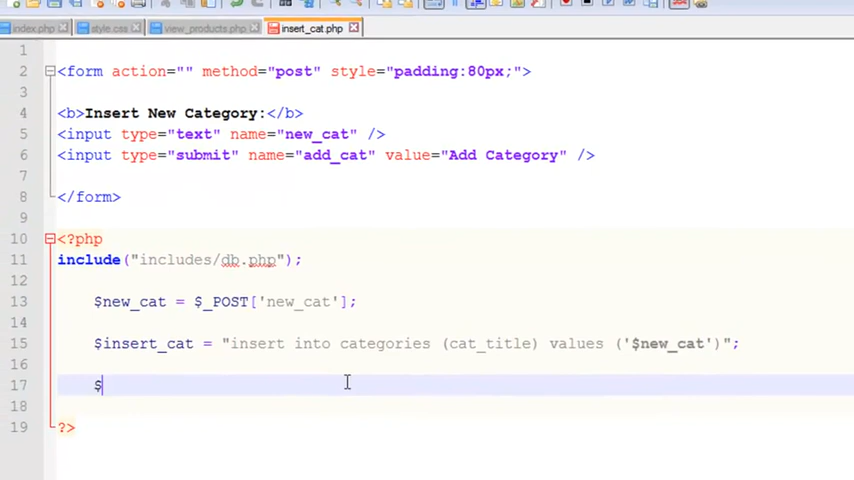 index.php style.css view_products.php insert_cat.php
1
2 <form action="" method="post" style="padding:80px;">
3
4 <b>Insert New Category:</b>
5 <input type="text" name="new_cat" />
6 <input type="submit" name="add_cat" value="Add Category" />
7
8 </form>
9
10 <?php
11 include("includes/db.php");
12
13 $new_cat = $_POST['new_cat'];
14
15 $insert_cat = "insert into categories (cat_title) values ('$new_cat')";
16
17 $
18
19 ?>